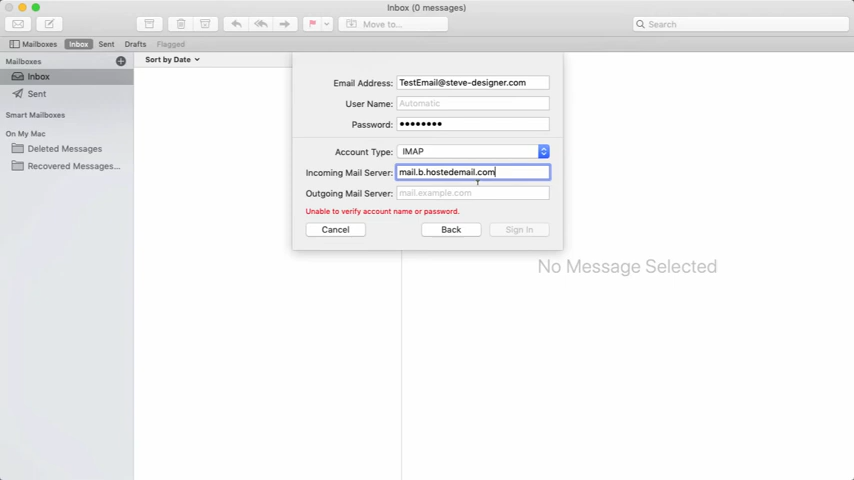 Inbox (0 messages)
Move to...
Search
Mailboxes Inbox Sent Drafts Flagged
Mailboxes
Inbox
Sent
Smart Mailboxes
On My Mac
Deleted Messages
Recovered Messages...
Sort by Date
Email Address: TestEmail@steve-designer.com
User Name: Automatic
Password: ●●●●●●●●
Account Type: IMAP
Incoming Mail Server: mail.b.hostedemail.com
Outgoing Mail Server: mail.example.com
Unable to verify account name or password.
Cancel Back Sign In
No Message Selected